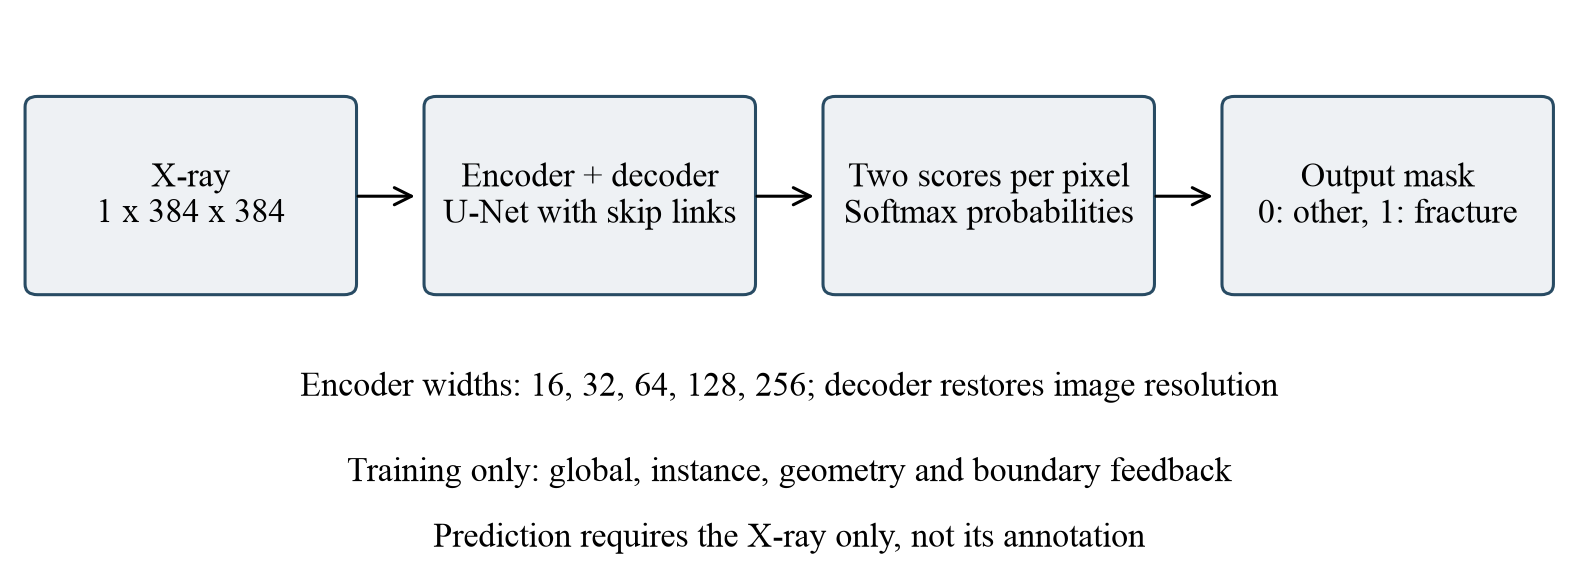 X-ray
1 x 384 x 384
Encoder + decoder
U-Net with skip links
Two scores per pixel
Softmax probabilities
Output mask
0: other, 1: fracture
Encoder widths: 16, 32, 64, 128, 256; decoder restores image resolution
Training only: global, instance, geometry and boundary feedback
Prediction requires the X-ray only, not its annotation